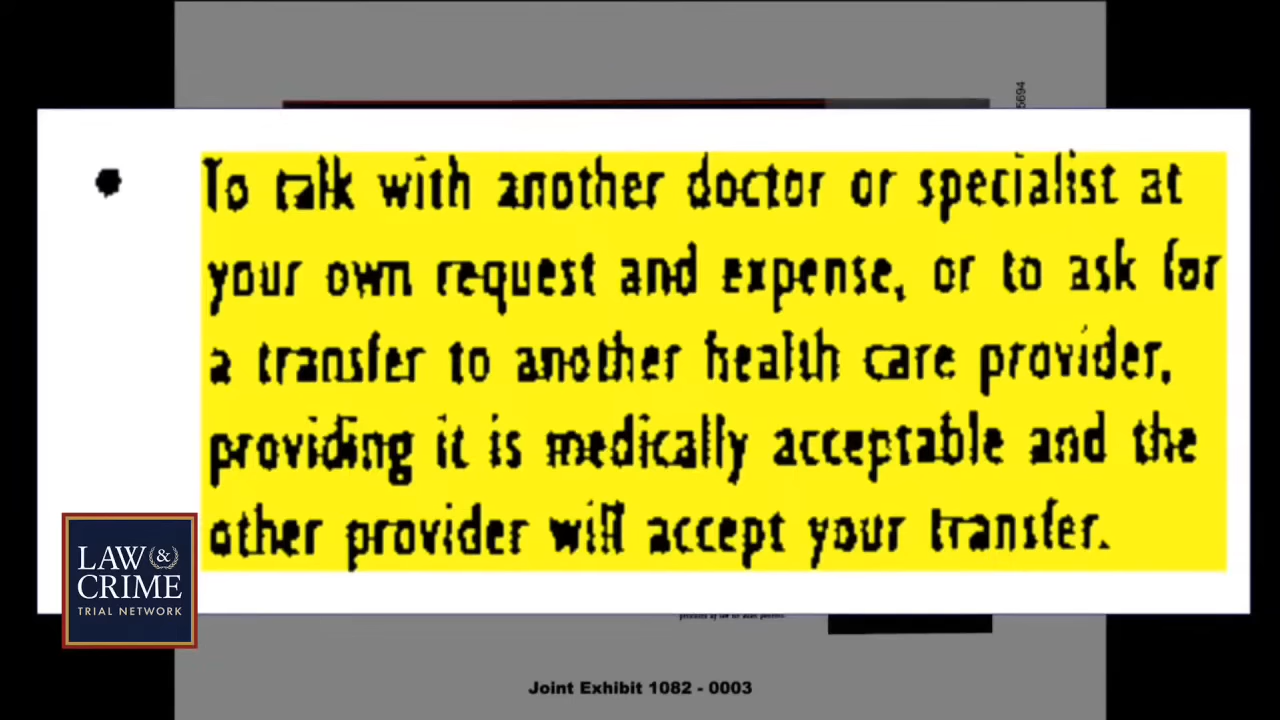 5694
To talk with another doctor or specialist at
your own request and expense, or to ask for
a transfer to another health care provider,
providing it is medically acceptable and the
other provider will accept your transfer.
LAW &
CRIME
TRIAL NETWORK
Joint Exhibit 1082 - 0003